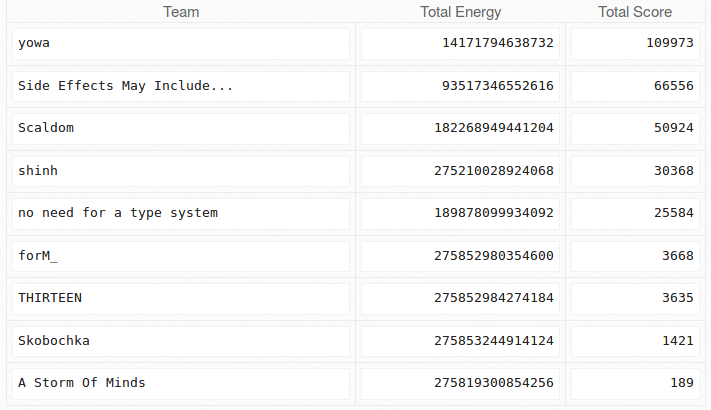 Team Total Energy Total Score
yowa 14171794638732 109973
Side Effects May Include... 93517346552616 66556
Scaldom 182268949441204 50924
shinh 275210028924068 30368
no need for a type system 189878099934092 25584
forM_ 275852980354600 3668
THIRTEEN 275852984274184 3635
Skobochka 275853244914124 1421
A Storm Of Minds 275819300854256 189